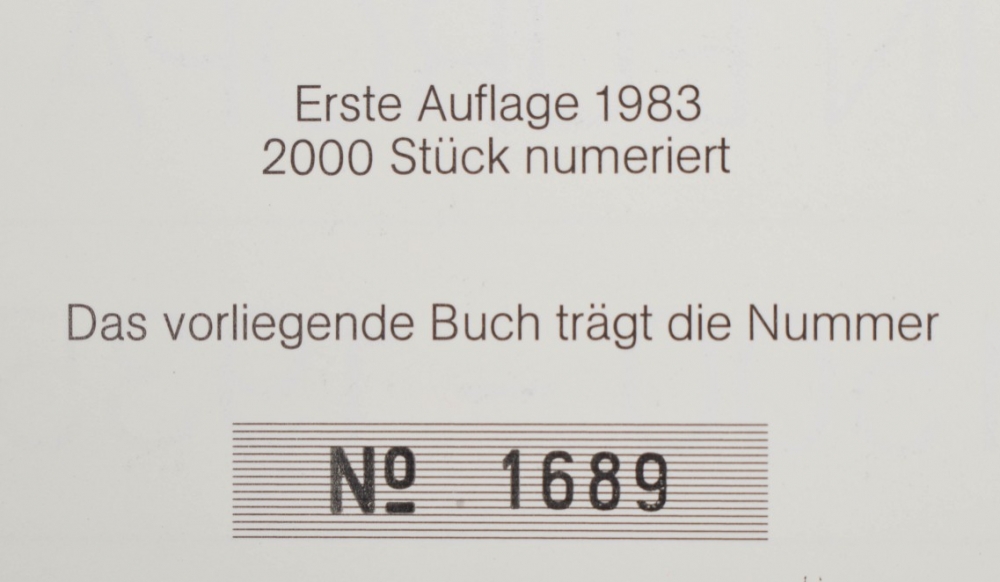 Erste Auflage 1983
2000 Stück numeriert
Das vorliegende Buch trägt die Nummer
Nº 1689